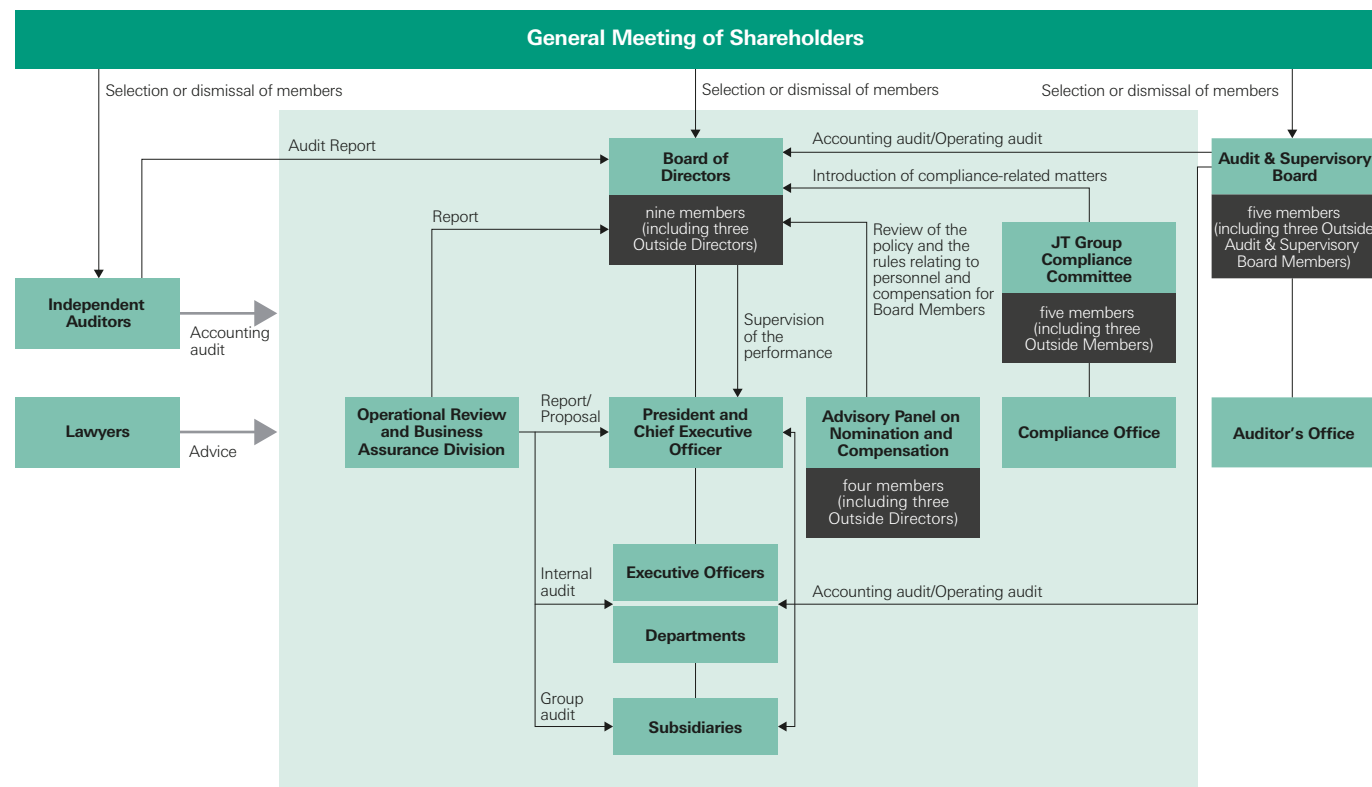 General Meeting of Shareholders
Selection or dismissal of members
Selection or dismissal of members
Selection or dismissal of members
Audit Report
Board of
Directors
nine members
(including three
Outside Directors)
Accounting audit/Operating audit
Introduction of compliance-related matters
Audit & Supervisory
Board
five members
(including three Outside
Audit & Supervisory
Board Members)
Report
Review of the
policy and the
rules relating to
personnel and
compensation for
Board Members
JT Group
Compliance
Committee
five members
(including three
Outside Members)
Independent
Auditors
Accounting
audit
Supervision
of the
performance
Lawyers
Advice
Operational Review
and Business
Assurance Division
Report/
Proposal
President and
Chief Executive
Officer
Advisory Panel on
Nomination and
Compensation
four members
(including three
Outside Directors)
Compliance Office
Auditor's Office
Internal
audit
Executive Officers
Departments
Accounting audit/Operating audit
Group
audit
Subsidiaries